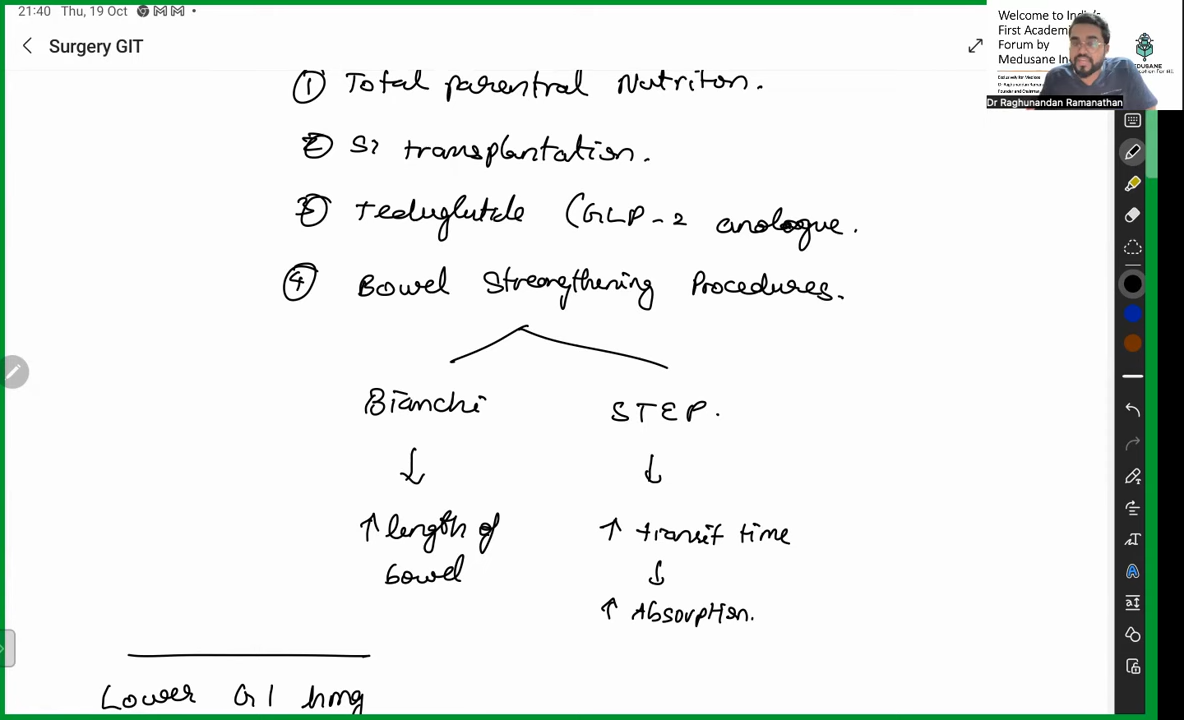 21:40 Thu, 19 Oct
Surgery GIT
Welcome to
First Academ
Forum by
Medusane In
Dr Raghunandan Ramanathan
① Total parentral Nutriton.
② SI transplantation.
③ teduglutide (GLP-2 anologue.
④ Bowel Strengthening Procedures.
Bianchi STEP.
↓ ↓
↑ length of ↑ transit time
bowel ↓
↑ Absorption.
Lower GI hmg